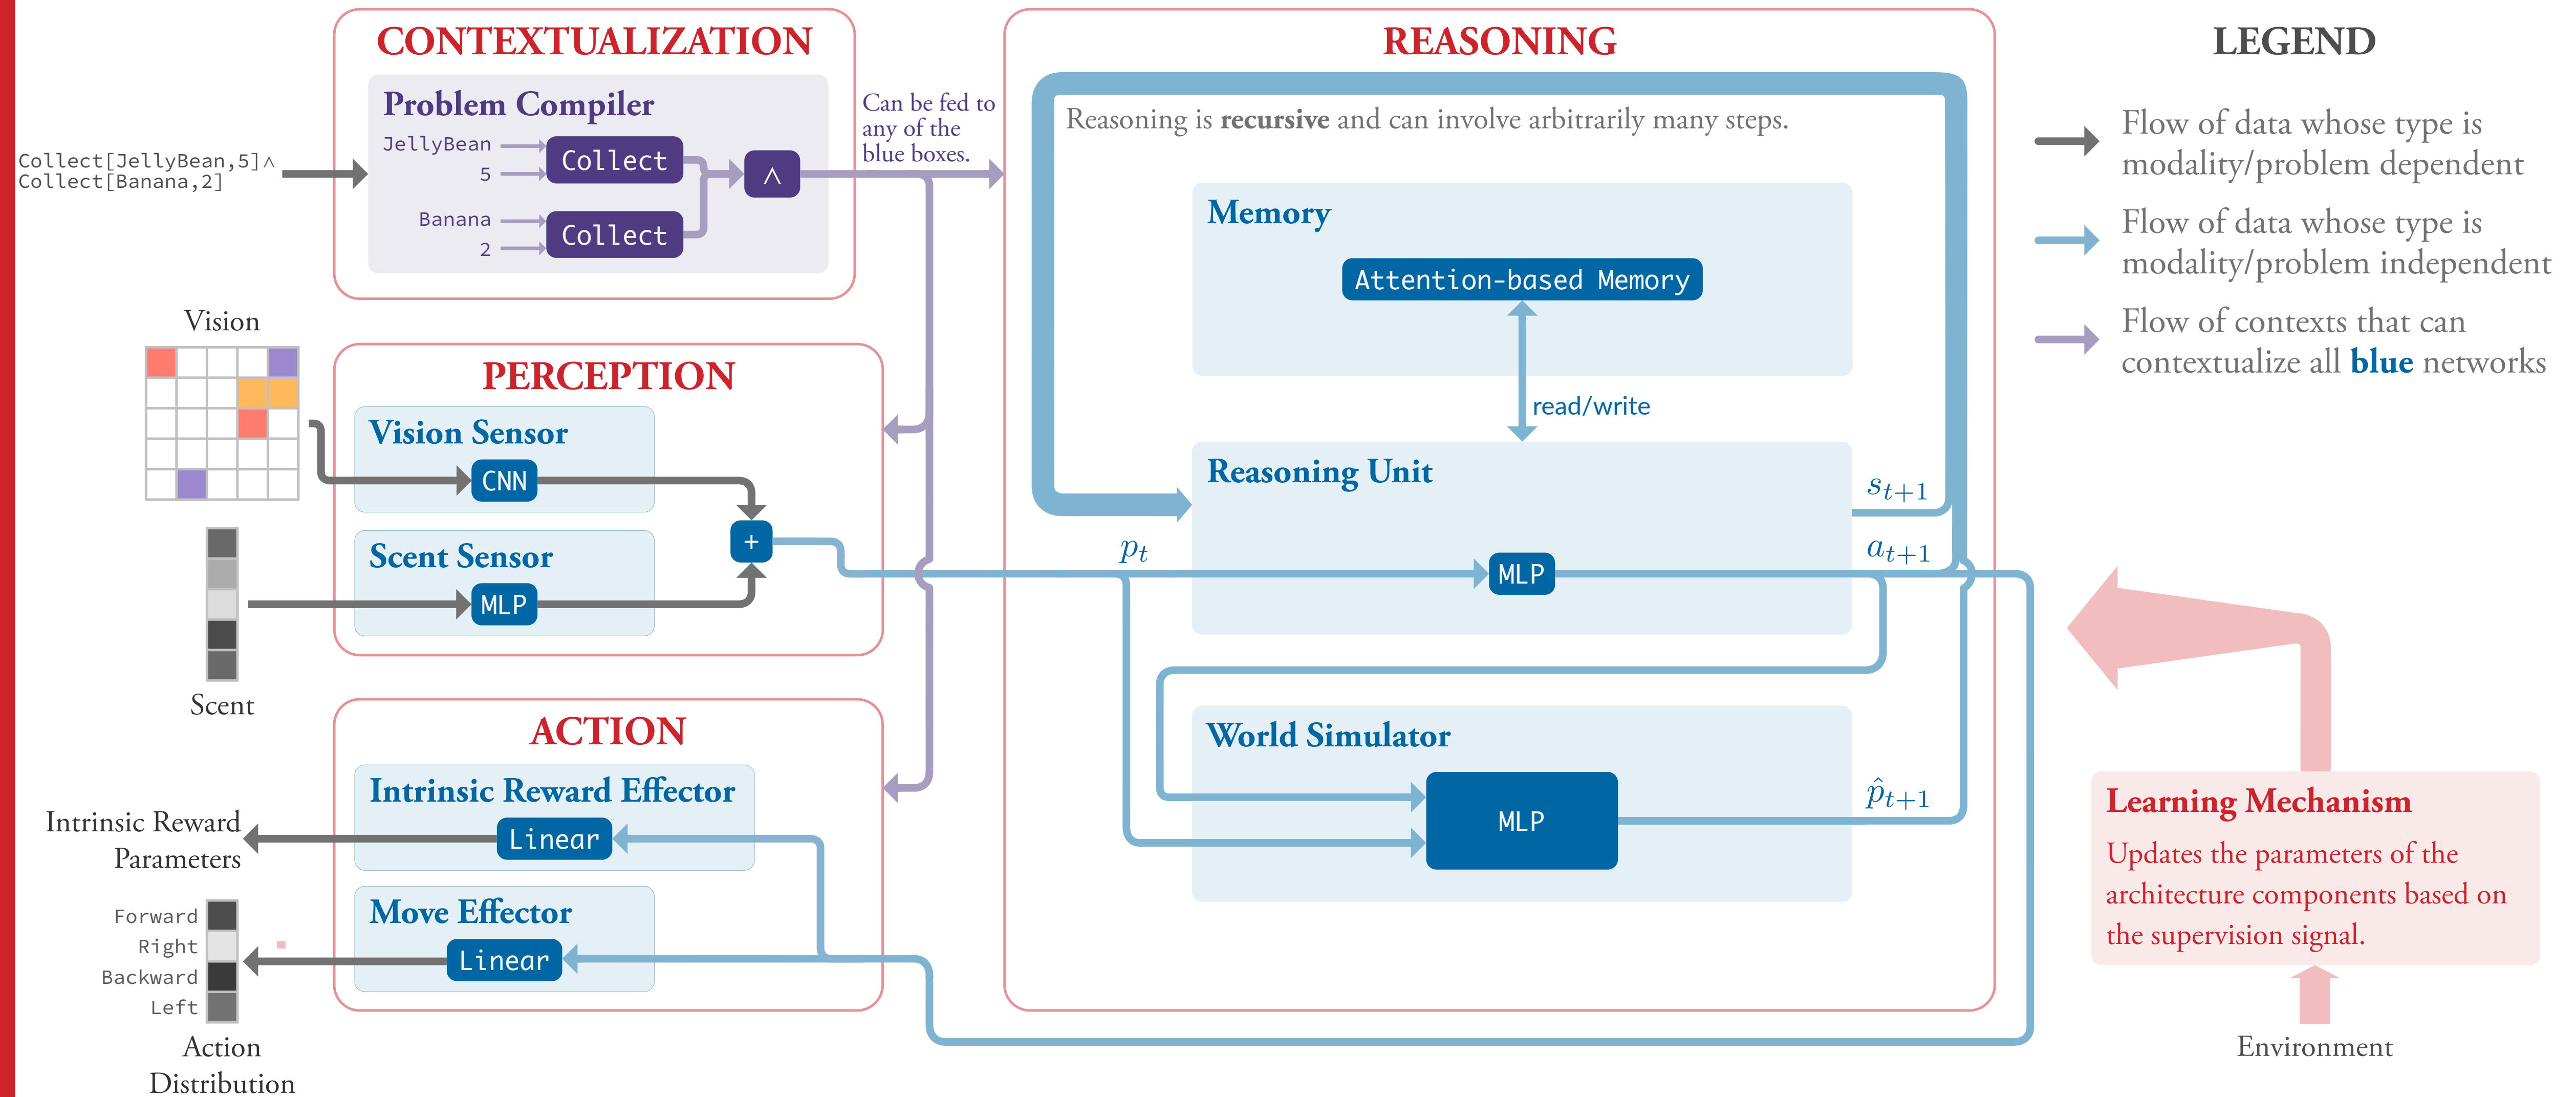 CONTEXTUALIZATION
Problem Compiler
JellyBean
5
Collect
Banana
2
Collect
∧
Collect[JellyBean,5]∧
Collect[Banana,2]
Can be fed to
any of the
blue boxes.
Vision
PERCEPTION
Vision Sensor
CNN
Scent Sensor
MLP
+
Scent
ACTION
Intrinsic Reward Effector
Linear
Intrinsic Reward
Parameters
Move Effector
Linear
Forward
Right
Backward
Left
Action
Distribution
REASONING
Reasoning is recursive and can involve arbitrarily many steps.
Memory
Attention-based Memory
read/write
Reasoning Unit
s_{t+1}
p_t
MLP
a_{t+1}
World Simulator
MLP
p̂_{t+1}
LEGEND
Flow of data whose type is
modality/problem dependent
Flow of data whose type is
modality/problem independent
Flow of contexts that can
contextualize all blue networks
Learning Mechanism
Updates the parameters of the
architecture components based on
the supervision signal.
Environment